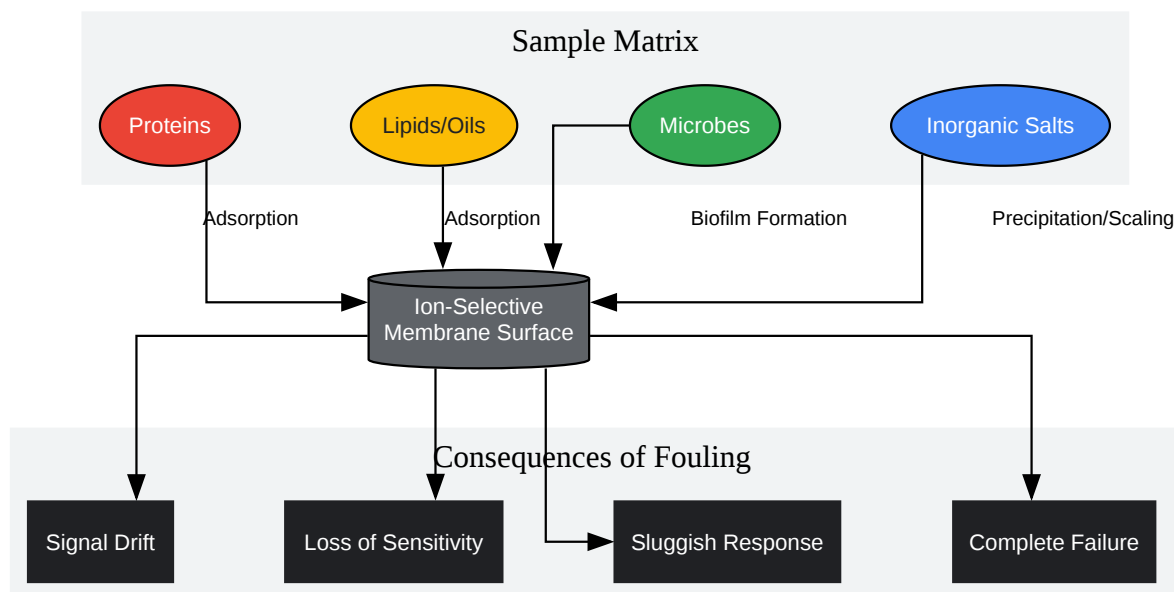 Sample Matrix
Proteins
Lipids/Oils
Microbes
Inorganic Salts
Adsorption
Adsorption
Biofilm Formation
Precipitation/Scaling
Ion-Selective
Membrane Surface
Consequences of Fouling
Signal Drift
Loss of Sensitivity
Sluggish Response
Complete Failure